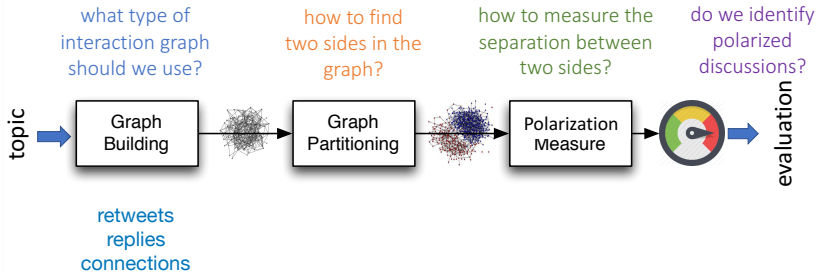 what type of
interaction graph
should we use?
how to find
two sides in the
graph?
how to measure the
separation between
two sides?
do we identify
polarized
discussions?
topic
Graph
Building
Graph
Partitioning
Polarization
Measure
evaluation
retweets
replies
connections